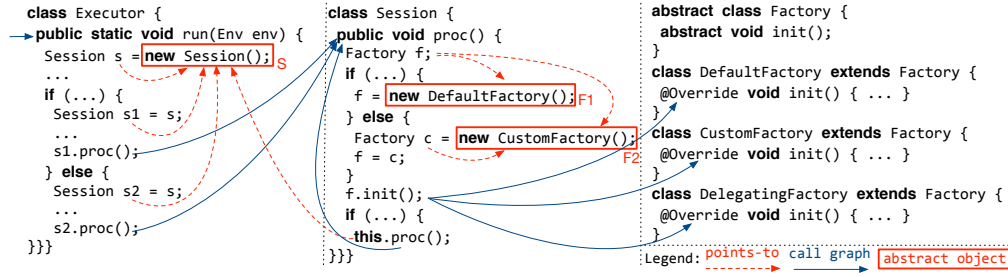 class Executor {
public static void run(Env env) {
Session s = new Session(); S
...
if (...) {
Session s1 = s;
...
s1.proc();
} else {
Session s2 = s;
...
s2.proc();
}}}
class Session {
public void proc() {
Factory f;
if (...) {
f = new DefaultFactory(); F1
} else {
Factory c = new CustomFactory(); F2
f = c;
}
f.init();
if (...) {
this.proc();
}}}
abstract class Factory {
abstract void init();
}
class DefaultFactory extends Factory {
@Override void init() { ... }
}
class CustomFactory extends Factory {
@Override void init() { ... }
}
class DelegatingFactory extends Factory {
@Override void init() { ... }
}
Legend: points-to call graph abstract object